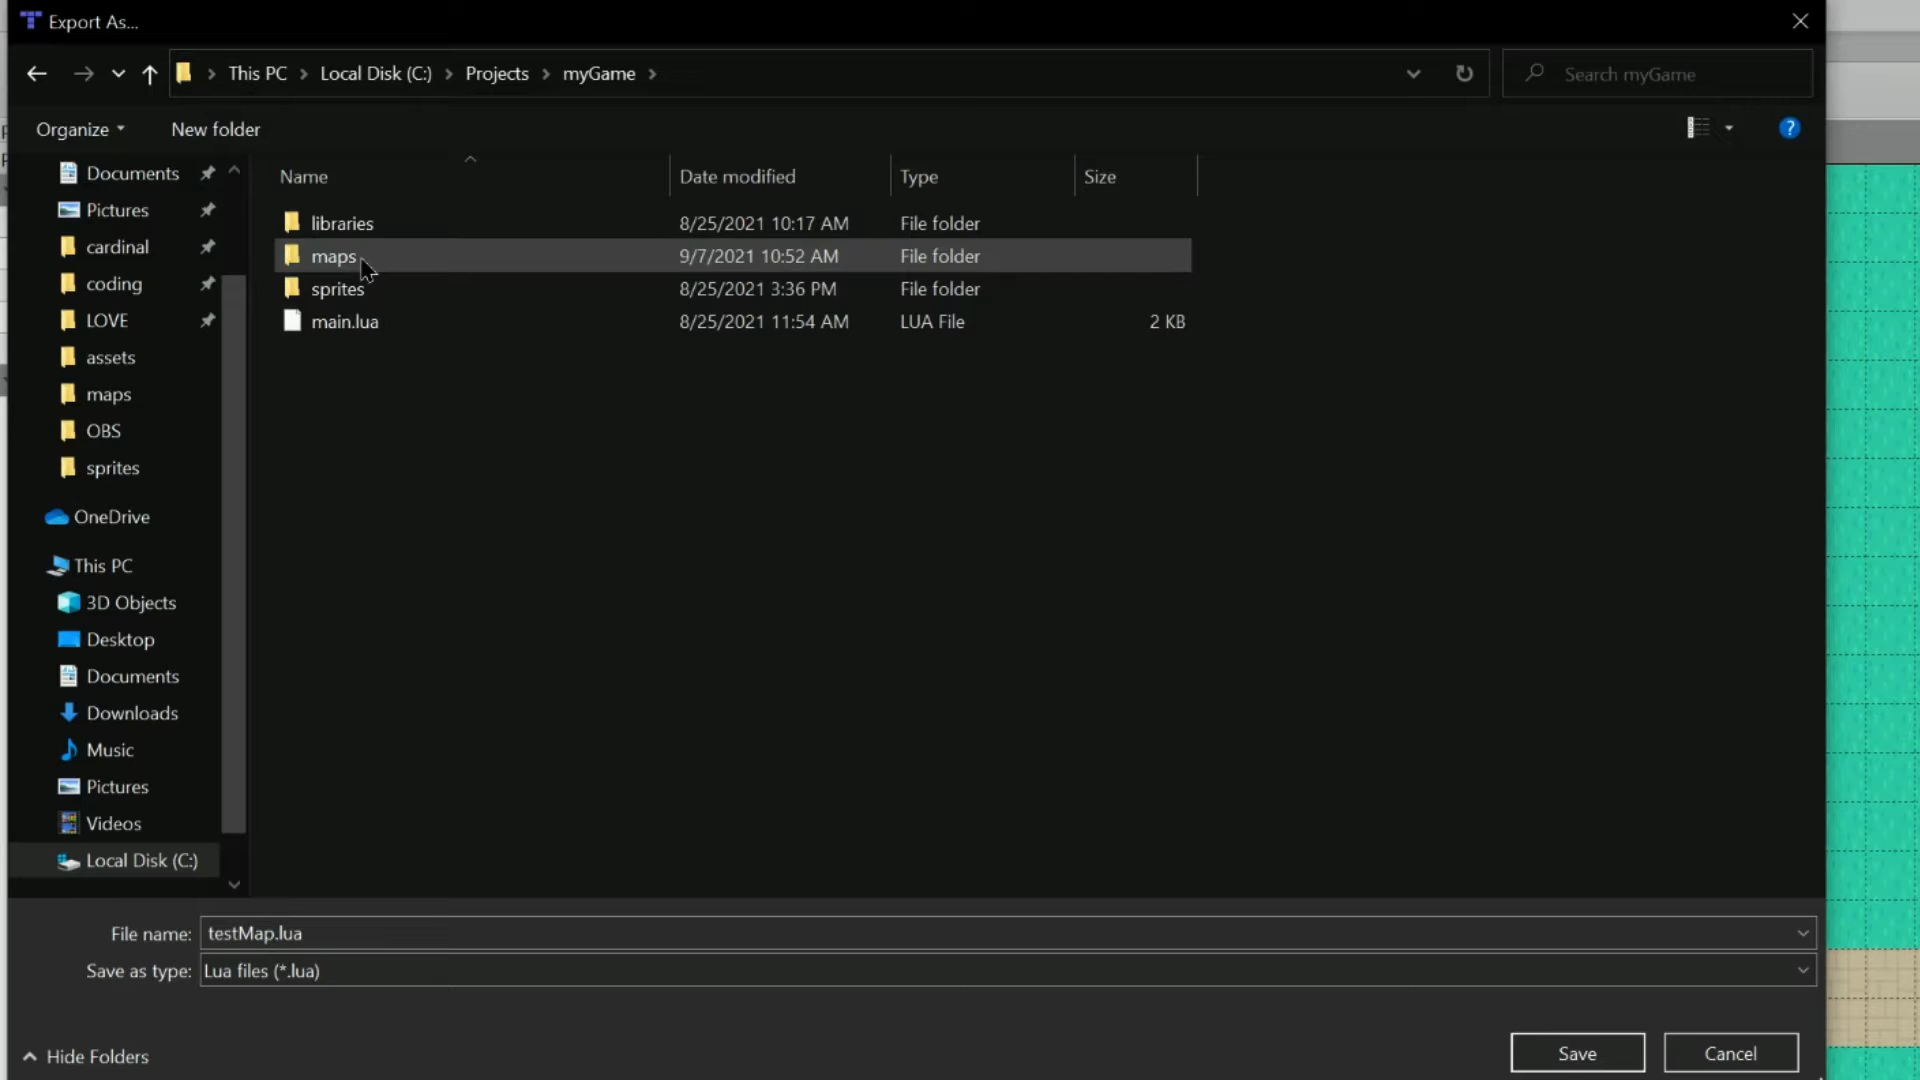 Export As...
This PC > Local Disk (C:) > Projects > myGame >
Search myGame
Organize
New folder
?
Documents
Pictures
cardinal
coding
LOVE
assets
maps
OBS
sprites
OneDrive
This PC
3D Objects
Desktop
Documents
Downloads
Music
Pictures
Videos
Local Disk (C:)
Name Date modified Type Size
libraries 8/25/2021 10:17 AM File folder
maps 9/7/2021 10:52 AM File folder
sprites 8/25/2021 3:36 PM File folder
main.lua 8/25/2021 11:54 AM LUA File 2 KB
File name: testMap.lua
Save as type: Lua files (*.lua)
Hide Folders
Save
Cancel